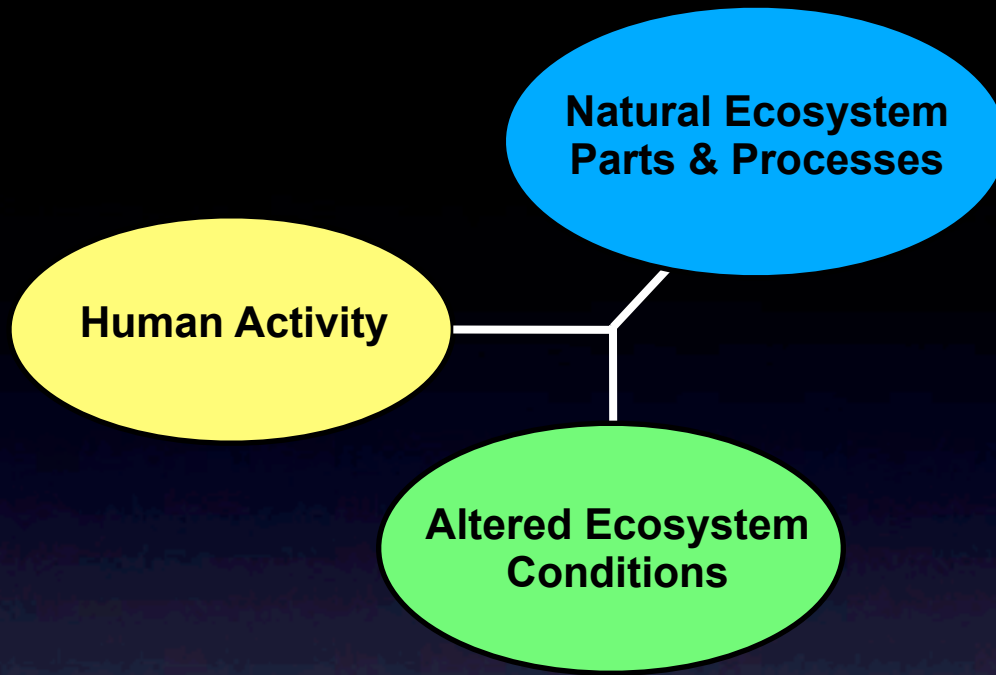 Natural Ecosystem
Parts & Processes
Human Activity
Altered Ecosystem
Conditions